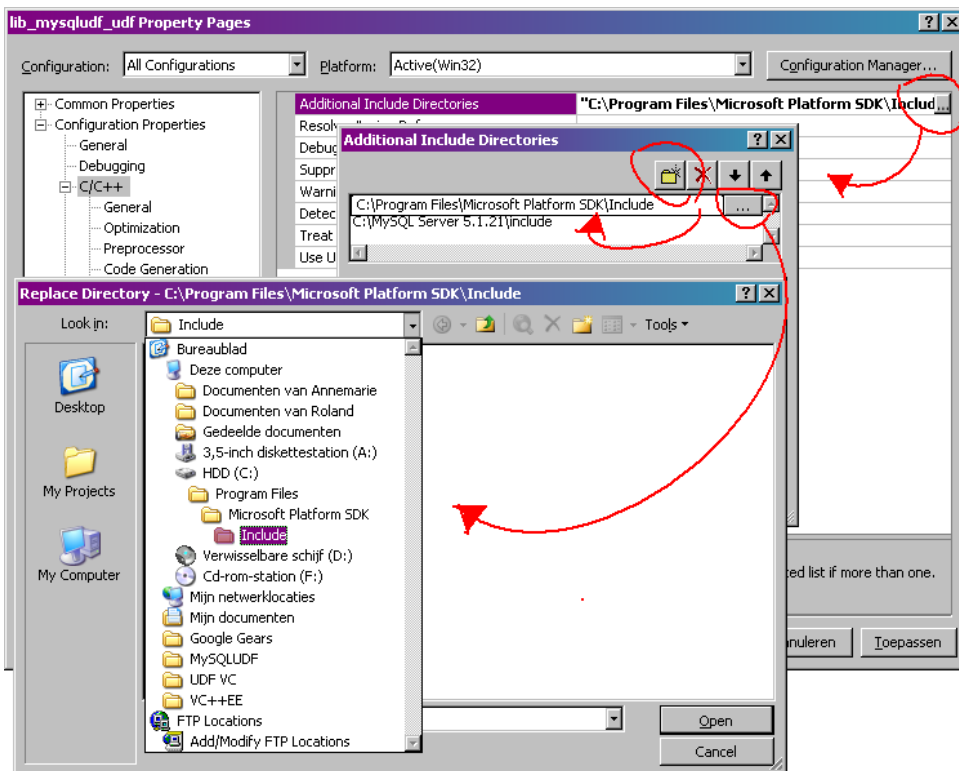 lib_mysqludf_udf Property Pages
Configuration: All Configurations Platform: Active(Win32) Configuration Manager...
Common Properties
Configuration Properties
General
Debugging
C/C++
General
Optimization
Preprocessor
Code Generation
Additional Include Directories "C:\Program Files\Microsoft Platform SDK\Includ ...
Resolv
Debug
Suppr
Warni
Detec
Treat
Use U
Additional Include Directories
C:\Program Files\Microsoft Platform SDK\Include ...
C:\MySQL Server 5.1.21\include
Replace Directory - C:\Program Files\Microsoft Platform SDK\Include
Look in: Include Tools
Desktop
My Projects
My Computer
Bureaublad
Deze computer
Documenten van Annemarie
Documenten van Roland
Gedeelde documenten
3,5-inch diskettestation (A:)
HDD (C:)
Program Files
Microsoft Platform SDK
Include
Verwisselbare schijf (D:)
Cd-rom-station (F:)
Mijn netwerklocaties
Mijn documenten
Google Gears
MySQLUDF
UDF VC
VC++EE
FTP Locations
Add/Modify FTP Locations
Open
Cancel
ted list if more than one.
nuleren Toepassen